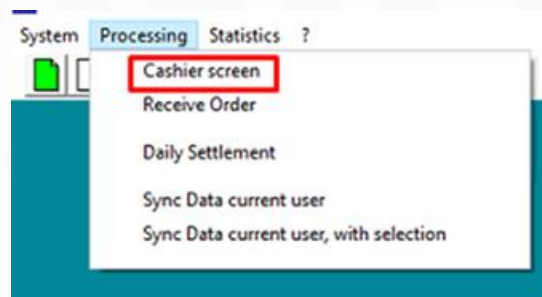 System Processing Statistics ?
Cashier screen
Receive Order
Daily Settlement
Sync Data current user
Sync Data current user, with selection